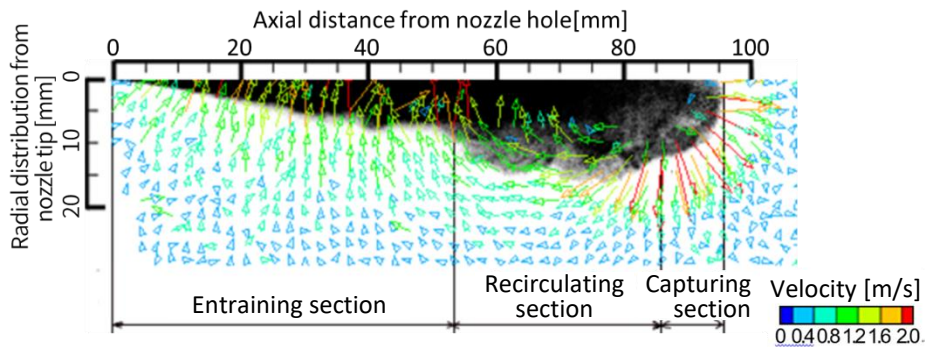 Axial distance from nozzle hole[mm]
0 20 40 60 80 100
Radial distribution from
nozzle tip [mm]
0
10
20
Entraining section
Recirculating
section
Capturing
section
Velocity [m/s]
0 0.4 0.8 1.2 1.6 2.0